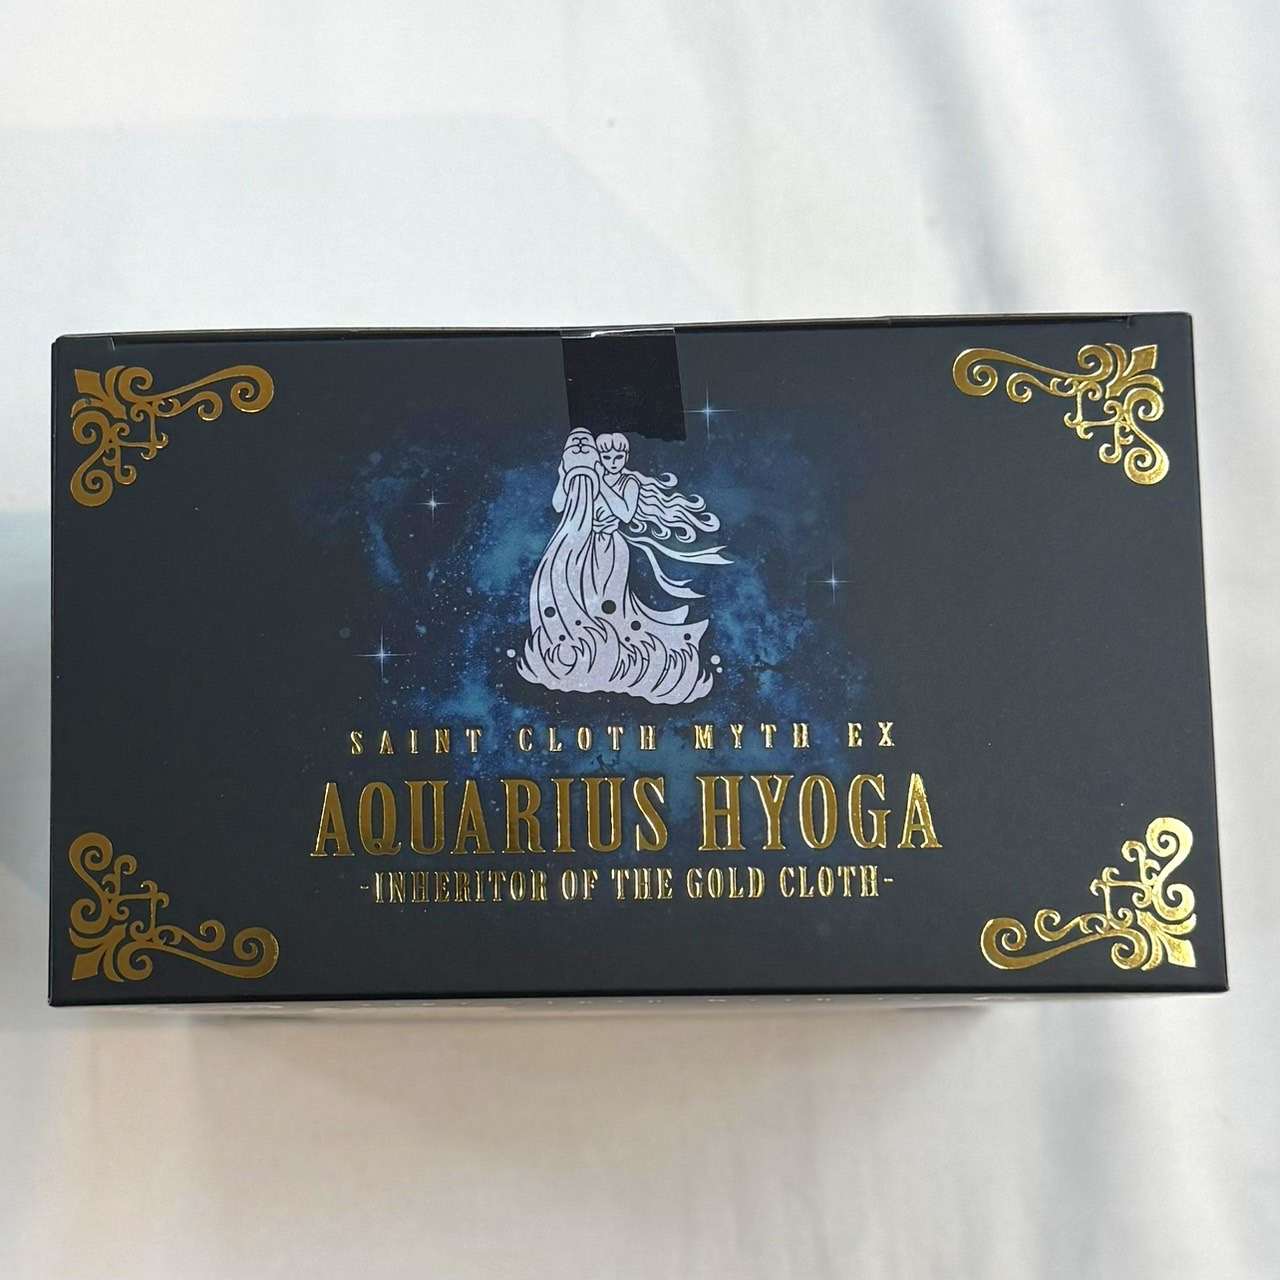 SAINT CLOTH MYTH EX
AQUARIUS HYOGA
-INHERITOR OF THE GOLD CLOTH-